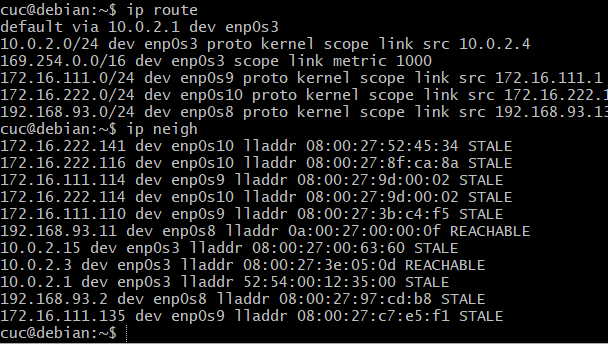 cuc@debian:~$ ip route
default via 10.0.2.1 dev enp0s3
10.0.2.0/24 dev enp0s3 proto kernel scope link src 10.0.2.4
169.254.0.0/16 dev enp0s3 scope link metric 1000
172.16.111.0/24 dev enp0s9 proto kernel scope link src 172.16.111.1
172.16.222.0/24 dev enp0s10 proto kernel scope link src 172.16.222.1
192.168.93.0/24 dev enp0s8 proto kernel scope link src 192.168.93.13
cuc@debian:~$ ip neigh
172.16.222.141 dev enp0s10 lladdr 08:00:27:52:45:34 STALE
172.16.222.116 dev enp0s10 lladdr 08:00:27:8f:ca:8a STALE
172.16.111.114 dev enp0s9 lladdr 08:00:27:9d:00:02 STALE
172.16.222.114 dev enp0s10 lladdr 08:00:27:9d:00:02 STALE
172.16.111.110 dev enp0s9 lladdr 08:00:27:3b:c4:f5 STALE
192.168.93.11 dev enp0s8 lladdr 0a:00:27:00:00:0f REACHABLE
10.0.2.15 dev enp0s3 lladdr 08:00:27:00:63:60 STALE
10.0.2.3 dev enp0s3 lladdr 08:00:27:3e:05:0d REACHABLE
10.0.2.1 dev enp0s3 lladdr 52:54:00:12:35:00 STALE
192.168.93.2 dev enp0s8 lladdr 08:00:27:97:cd:b8 STALE
172.16.111.135 dev enp0s9 lladdr 08:00:27:c7:e5:f1 STALE
cuc@debian:~$